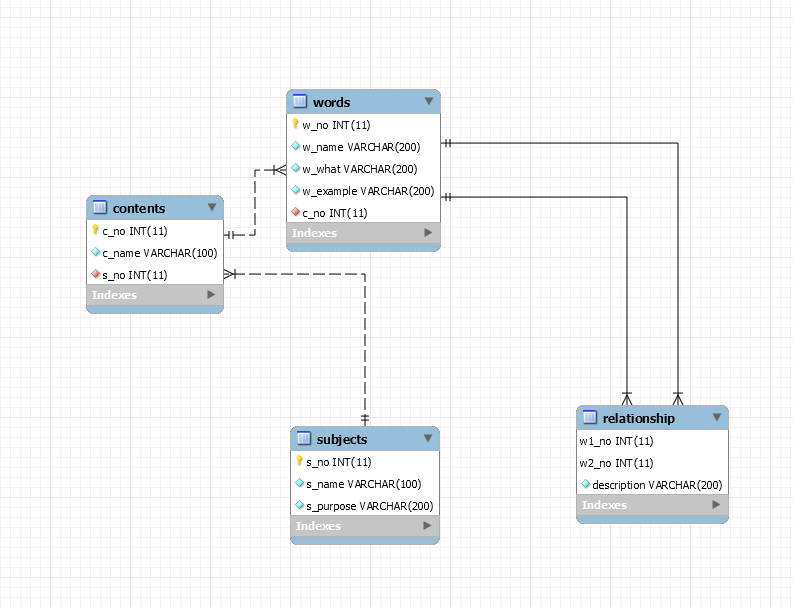 words
w_no INT(11)
w_name VARCHAR(200)
w_what VARCHAR(200)
w_example VARCHAR(200)
c_no INT(11)
Indexes
contents
c_no INT(11)
c_name VARCHAR(100)
s_no INT(11)
Indexes
subjects
s_no INT(11)
s_name VARCHAR(100)
s_purpose VARCHAR(200)
Indexes
relationship
w1_no INT(11)
w2_no INT(11)
description VARCHAR(200)
Indexes